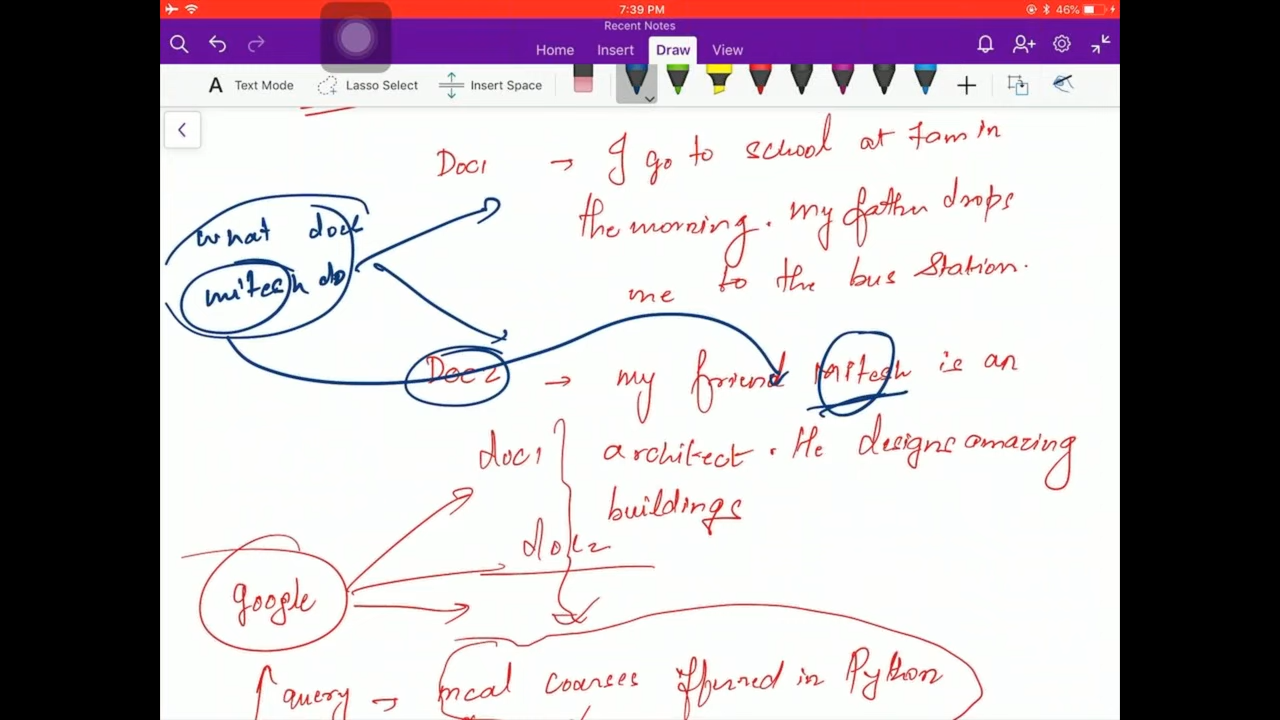 7:39 PM
46%
Recent Notes
Home Insert Draw View
A Text Mode Lasso Select Insert Space
Doc1 → I go to school at 7am in
the morning. my father drops
me to the bus station.
what does
mitesh do
Doc2 → my friend mitesh is an
architect. He designs amazing
buildings
doc1
doc2
google
query → courses offerred in Python